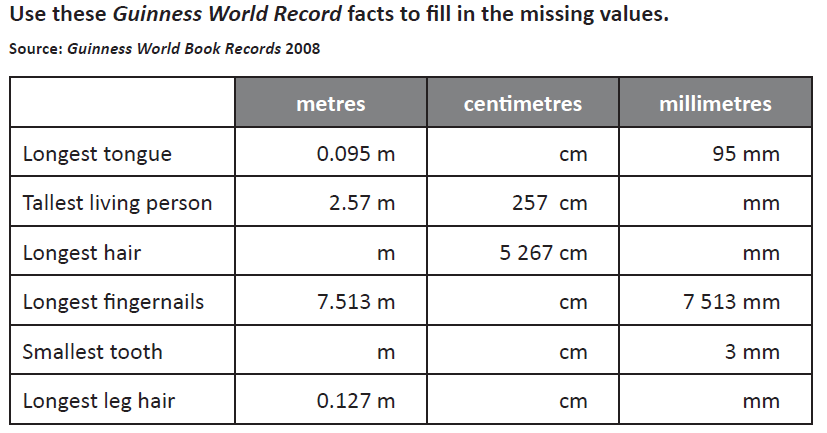 Use these Guinness World Record facts to fill in the missing values.
Source: Guinness World Book Records 2008
metres centimetres millimetres
Longest tongue 0.095 m cm 95 mm
Tallest living person 2.57 m 257 cm mm
Longest hair m 5 267 cm mm
Longest fingernails 7.513 m cm 7 513 mm
Smallest tooth m cm 3 mm
Longest leg hair 0.127 m cm mm